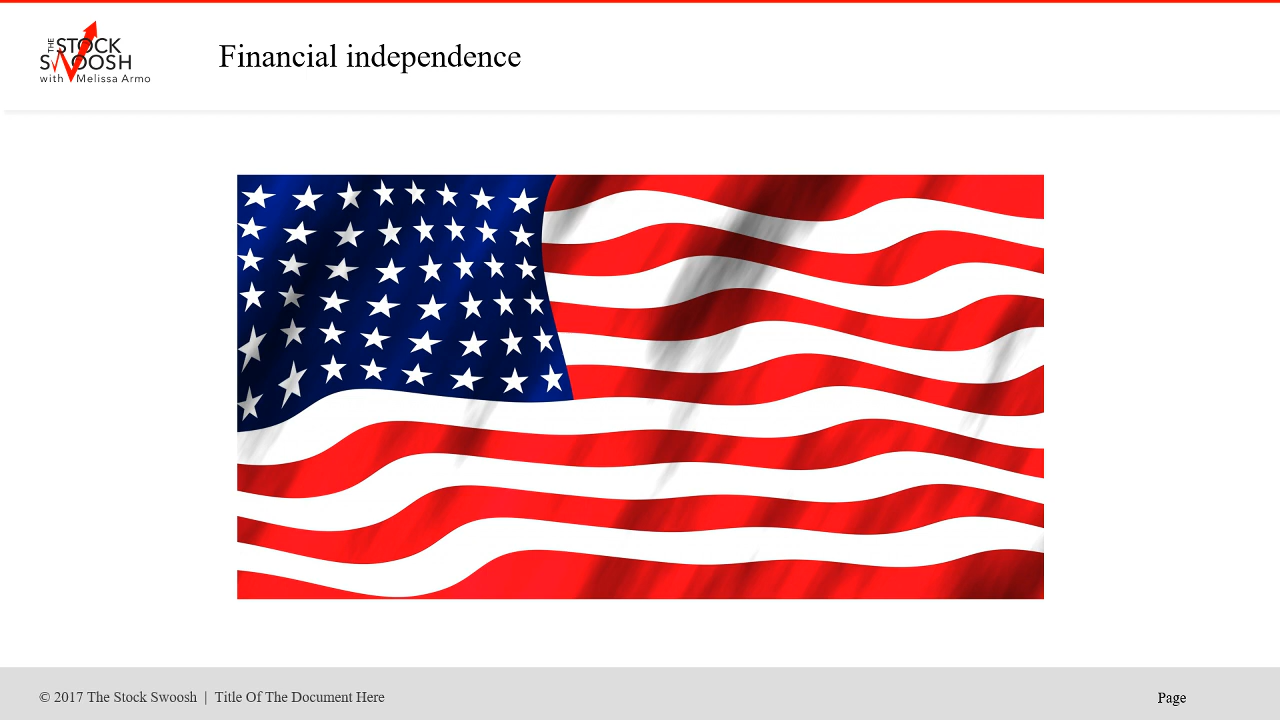 THE STOCK
SWOOSH
with Melissa Armo
Financial independence
© 2017 The Stock Swoosh | Title Of The Document Here
Page